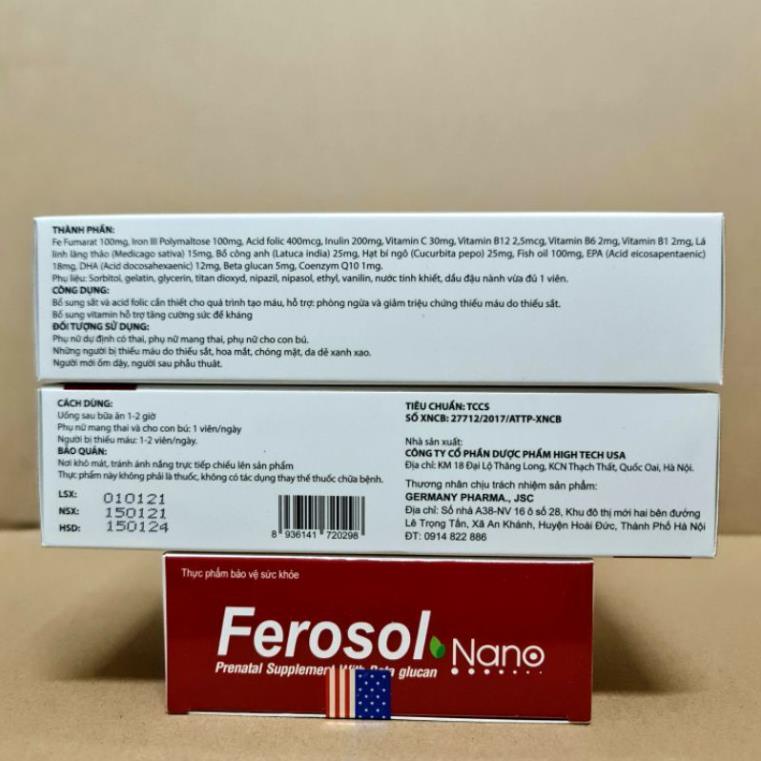 THÀNH PHẦN:
Fe Fumarat 100mg, Iron III Polymaltose 100mg, Acid folic 400mcg, Inulin 200mg, Vitamin C 30mg, Vitamin B12 2,5mcg, Vitamin B6 2mg, Vitamin B1 2mg, Lá
linh lăng thảo (Medicago sativa) 15mg, Bồ công anh (Latuca india) 25mg, Hạt bí ngô (Cucurbita pepo) 25mg, Fish oil 100mg, EPA (Acid eicosapentaenic)
18mg, DHA (Acid docosahexaenic) 12mg, Beta glucan 5mg, Coenzym Q10 1mg.
Phụ liệu: Sorbitol, gelatin, glycerin, titan dioxyd, nipazil, nipasol, ethyl, vanilin, nước tinh khiết, dầu đậu nành vừa đủ 1 viên.
CÔNG DỤNG:
Bổ sung sắt và acid folic cần thiết cho quá trình tạo máu, hỗ trợ: phòng ngừa và giảm triệu chứng thiếu máu do thiếu sắt.
Bổ sung vitamin hỗ trợ tăng cường sức đề kháng
ĐỐI TƯỢNG SỬ DỤNG:
Phụ nữ dự định có thai, phụ nữ mang thai, phụ nữ cho con bú.
Những người bị thiếu máu do thiếu sắt, hoa mắt, chóng mặt, da dẻ xanh xao.
Người mới ốm dậy, người sau phẫu thuật.
CÁCH DÙNG:
Uống sau bữa ăn 1-2 giờ
Phụ nữ mang thai và cho con bú: 1 viên/ngày
Người bị thiếu máu: 1-2 viên/ngày.
BẢO QUẢN:
Nơi khô mát, tránh ánh nắng trực tiếp chiếu lên sản phẩm
Thực phẩm này không phải là thuốc, không có tác dụng thay thế thuốc chữa bệnh.
LSX: 010121
NSX: 150121
HSD: 150124
8 936141 720298
TIÊU CHUẨN: TCCS
SỐ XNCB: 27712/2017/ATTP-XNCB
Nhà sản xuất:
CÔNG TY CỔ PHẦN DƯỢC PHẨM HIGH TECH USA
Địa chỉ: KM 18 Đại Lộ Thăng Long, KCN Thạch Thất, Quốc Oai, Hà Nội.
Thương nhân chịu trách nhiệm sản phẩm:
GERMANY PHARMA., JSC
Địa chỉ: Số nhà A38-NV 16 ô số 28, Khu đô thị mới hai bên đường
Lê Trọng Tấn, Xã An Khánh, Huyện Hoài Đức, Thành Phố Hà Nội
ĐT: 0914 822 886
Thực phẩm bảo vệ sức khỏe
Ferosol Nano
Prenatal Supplement With Beta glucan